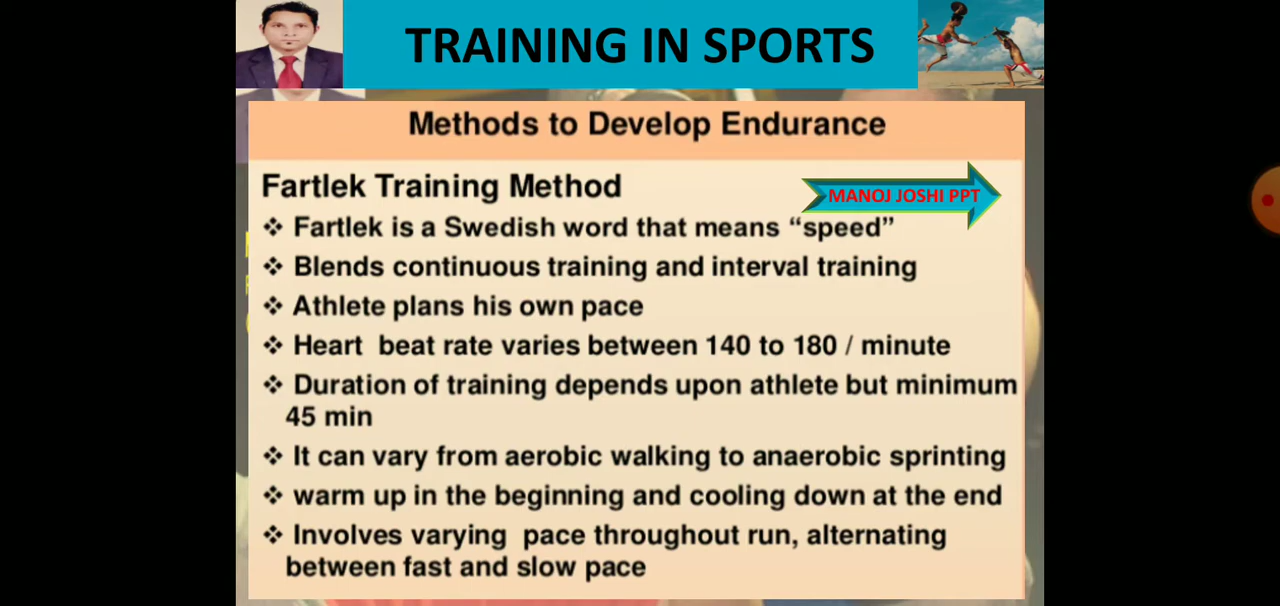 TRAINING IN SPORTS
Methods to Develop Endurance
Fartlek Training Method
MANOJ JOSHI PPT
❖ Fartlek is a Swedish word that means “speed”
❖ Blends continuous training and interval training
❖ Athlete plans his own pace
❖ Heart beat rate varies between 140 to 180 / minute
❖ Duration of training depends upon athlete but minimum
45 min
❖ It can vary from aerobic walking to anaerobic sprinting
❖ warm up in the beginning and cooling down at the end
❖ Involves varying pace throughout run, alternating
between fast and slow pace